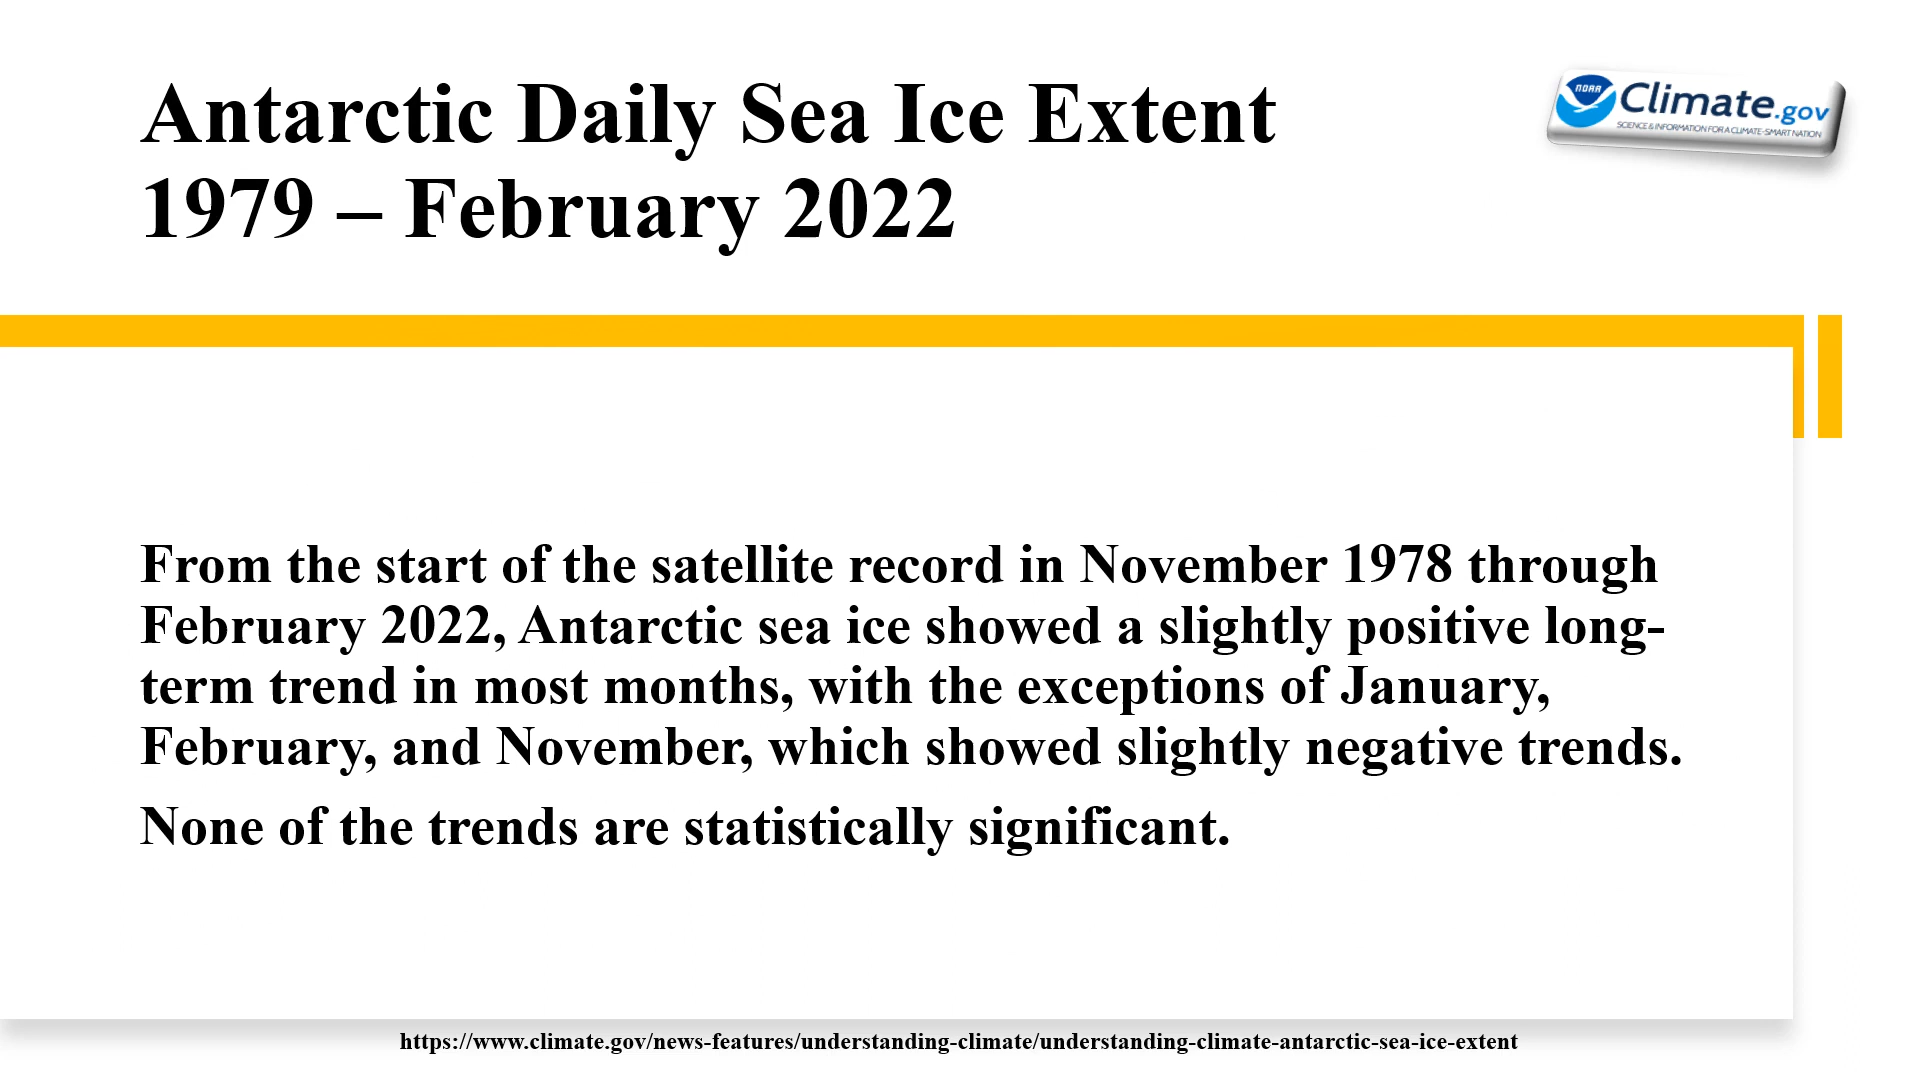 Antarctic Daily Sea Ice Extent
1979 – February 2022
NOAA
Climate.gov
SCIENCE & INFORMATION FOR A CLIMATE-SMART NATION
From the start of the satellite record in November 1978 through
February 2022, Antarctic sea ice showed a slightly positive long-
term trend in most months, with the exceptions of January,
February, and November, which showed slightly negative trends.
None of the trends are statistically significant.
https://www.climate.gov/news-features/understanding-climate/understanding-climate-antarctic-sea-ice-extent